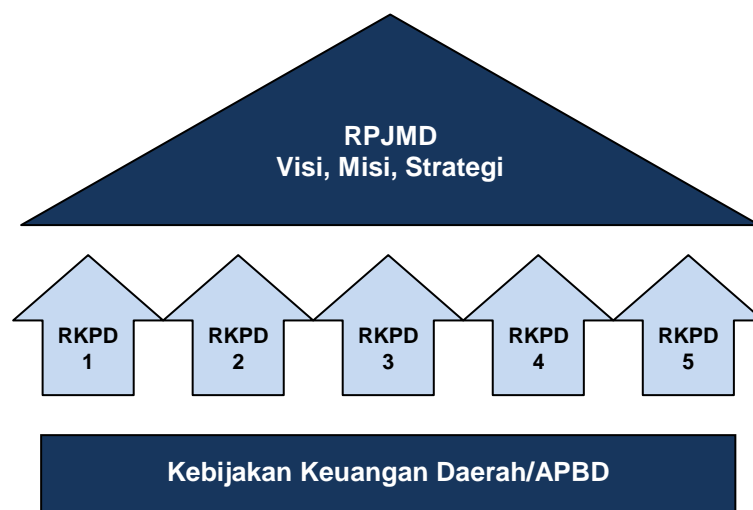 RPJMD
Visi, Misi, Strategi
RKPD
1
RKPD
2
RKPD
3
RKPD
4
RKPD
5
Kebijakan Keuangan Daerah/APBD